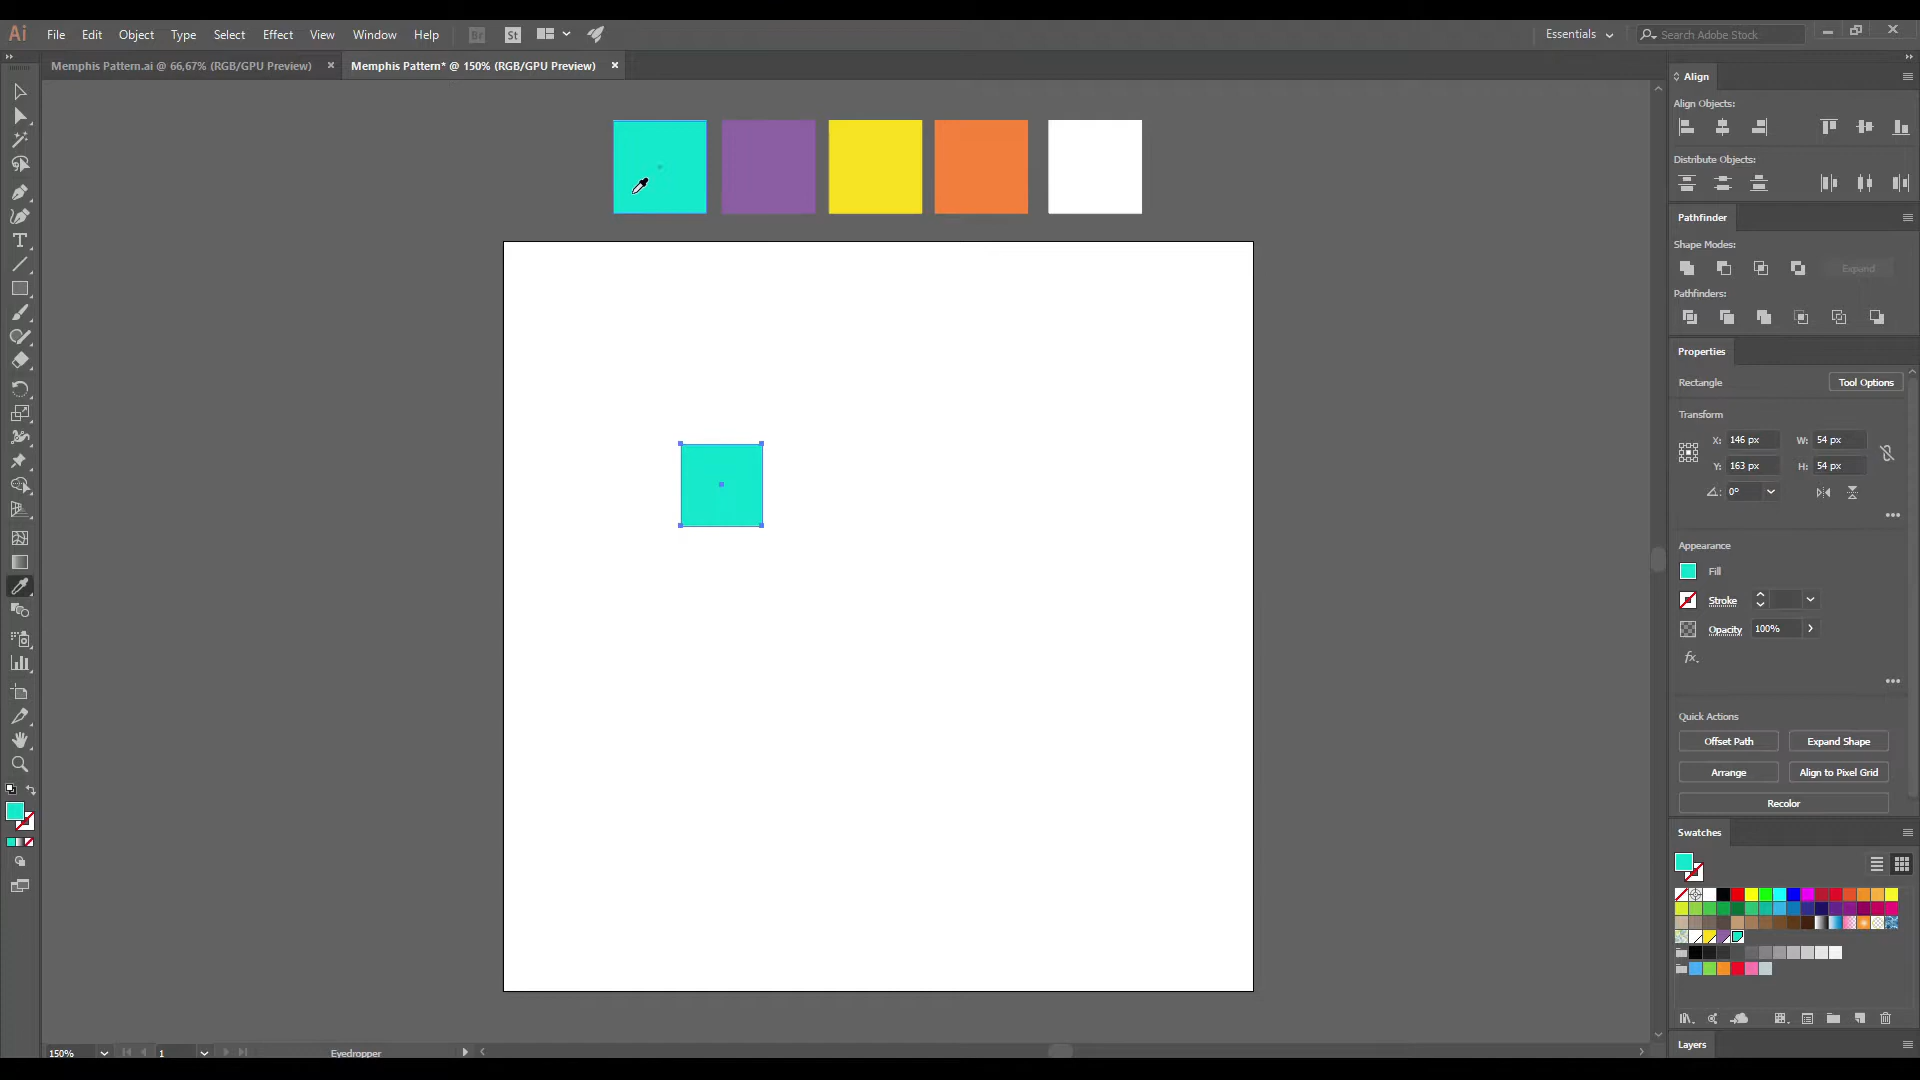 Ai File Edit Object Type Select Effect View Window Help Br St Essentials Search Adobe Stock
Memphis Pattern.ai @ 66,67% (RGB/GPU Preview) × Memphis Pattern* @ 150% (RGB/GPU Preview) ×
Align
Align Objects:
Distribute Objects:
Pathfinder
Shape Modes:
Expand
Pathfinders:
Properties
Rectangle Tool Options
Transform
X: 146 px W: 54 px
Y: 163 px H: 54 px
0°
Appearance
Fill
Stroke
Opacity 100%
fx.
Quick Actions
Offset Path Expand Shape
Arrange Align to Pixel Grid
Recolor
Swatches
Layers
150% 1 Eyedropper